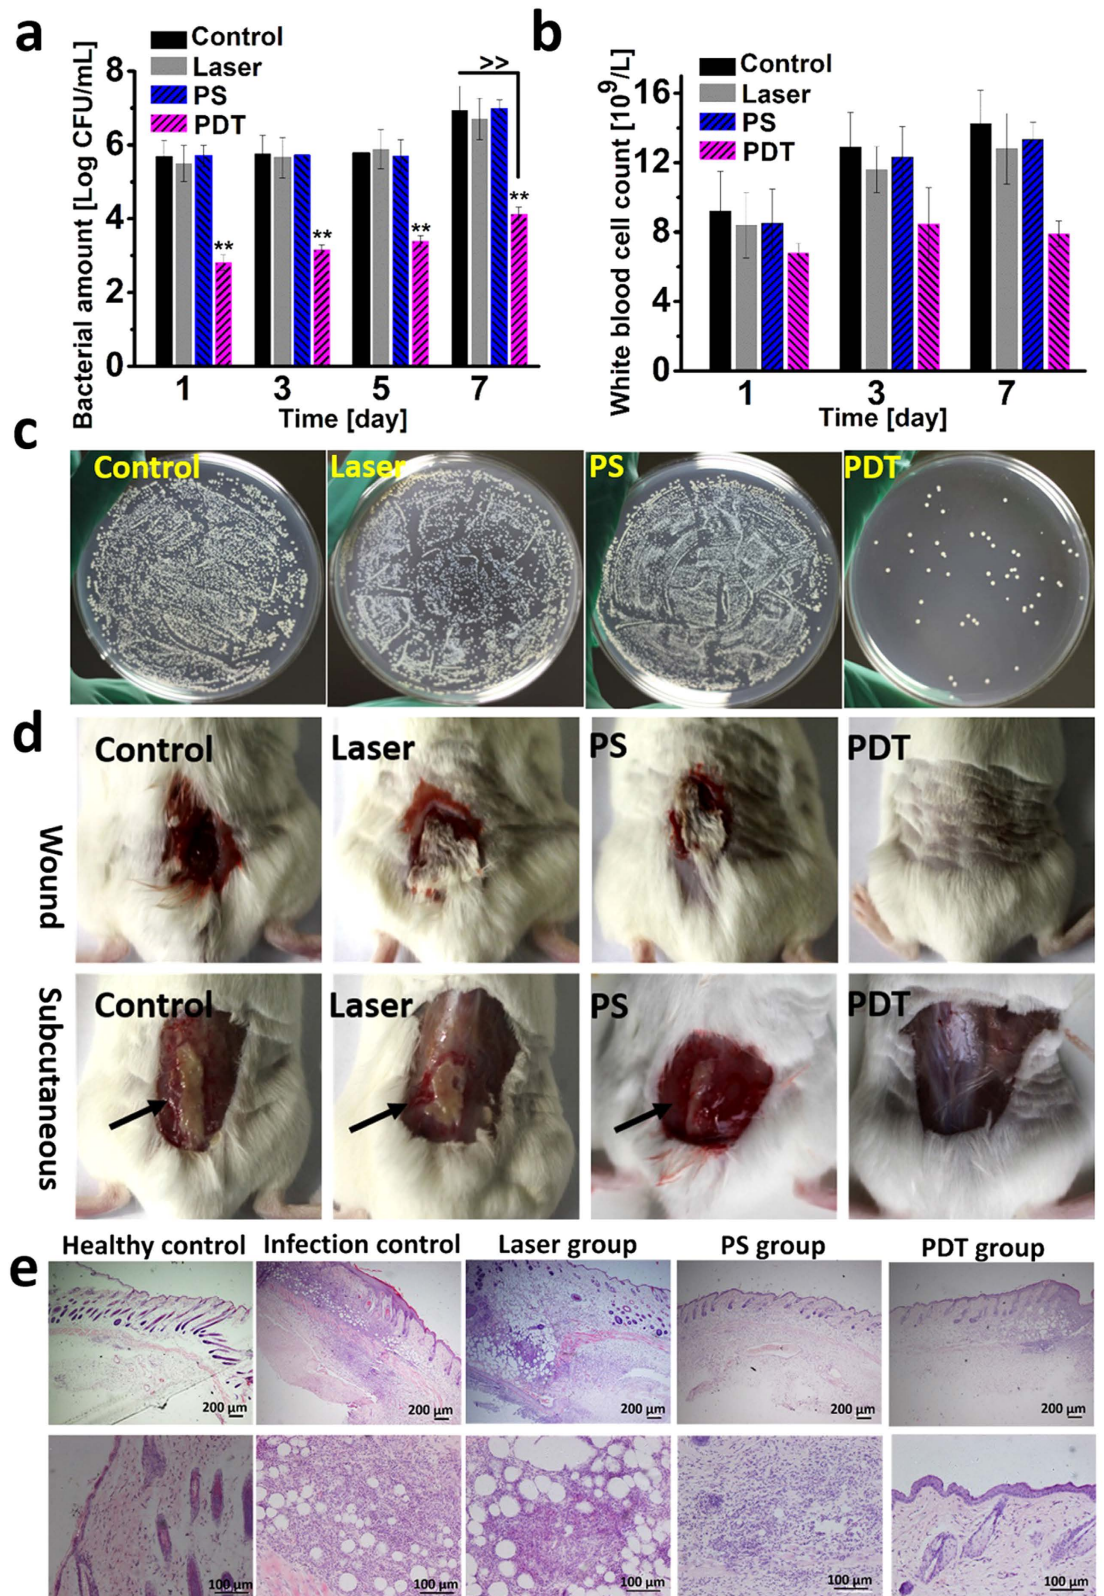 a
Bacterial amount [Log CFU/mL]
Control
Laser
PS
PDT
>>
8
6
4
2
0
**
**
**
**
1 3 5 7
Time [day]
b
White blood cell count [10⁹/L]
Control
Laser
PS
PDT
16
12
8
4
0
1 3 7
Time [day]
c
Control Laser PS PDT
d
Wound
Control Laser PS PDT
Subcutaneous
Control Laser PS PDT
e
Healthy control Infection control Laser group PS group PDT group
200 µm 200 µm 200 µm 200 µm 200 µm
100 µm 100 µm 100 µm 100 µm 100 µm